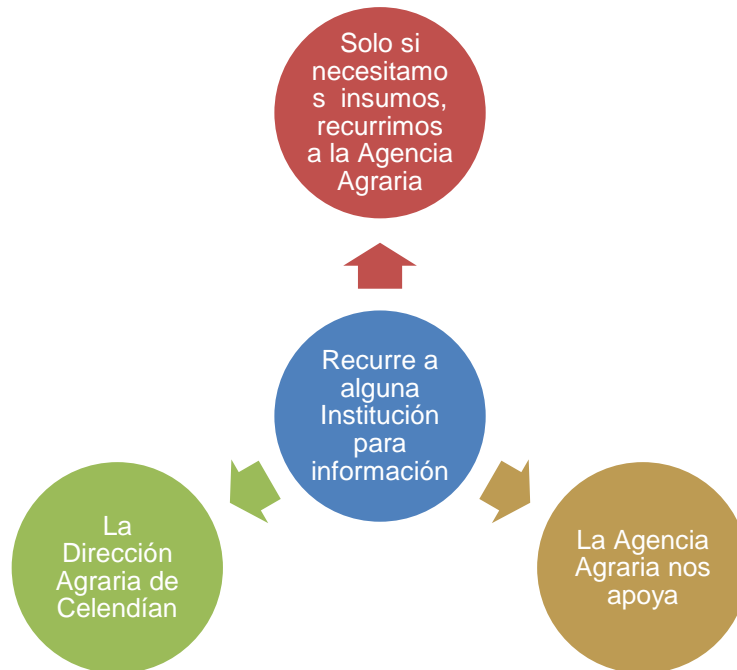 Solo si
necesitamo
s insumos,
recurrimos
a la Agencia
Agraria
Recurre a
alguna
Institución
para
información
La
Dirección
Agraria de
Celendían
La Agencia
Agraria nos
apoya